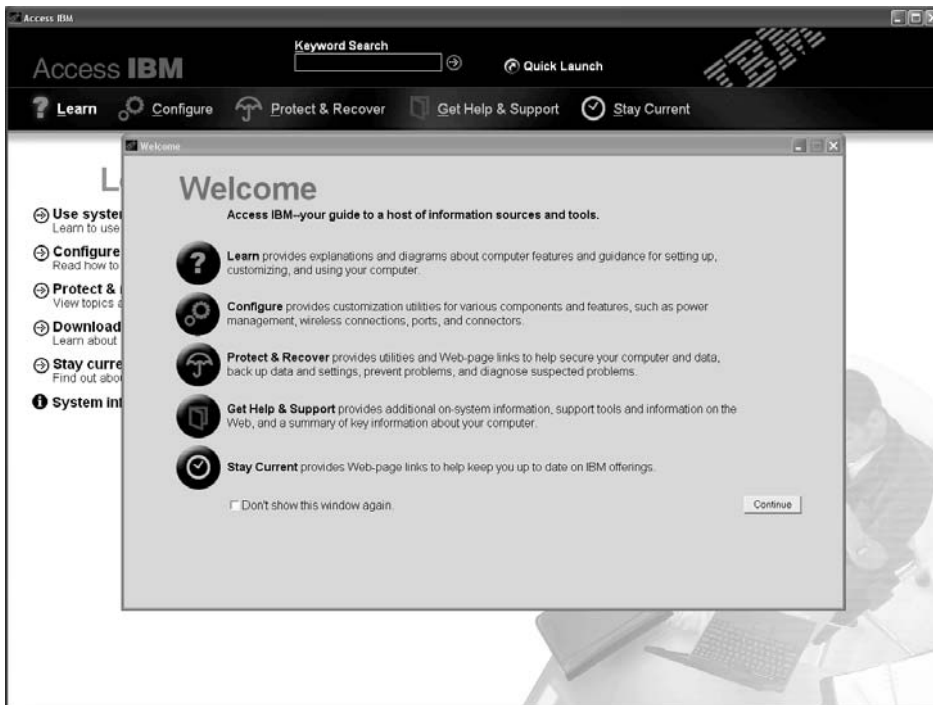 Access IBM
Keyword Search
Access IBM
Quick Launch
IBM
Learn
Configure
Protect & Recover
Get Help & Support
Stay Current
Welcome
L
Use
Learn to use
Configure
Read how to
Protect &
View topics
Download
Learn about
Stay
Find out
System
Welcome
Access IBM--your guide to a host of information sources and tools.
Learn provides explanations and diagrams about computer features and guidance for setting up,
customizing, and using your computer.
Configure provides customization utilities for various components and features, such as power
management, wireless connections, ports, and connectors.
Protect & Recover provides utilities and Web-page links to help secure your computer and data,
back up data and settings, prevent problems, and diagnose suspected problems.
Get Help & Support provides additional on-system information, support tools and information on the
Web, and a summary of key information about your computer.
Stay Current provides Web-page links to help keep you up to date on IBM offerings.
Don't show this window again.
Continue